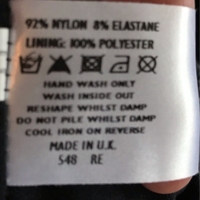 92% NYLON 8% ELASTANE
LINING: 100% POLYESTER
HAND WASH ONLY
WASH INSIDE OUT
RESHAPE WHILST DAMP
DO NOT PILE WHILST DAMP
COOL IRON ON REVERSE
MADE IN U.K.
548 RE